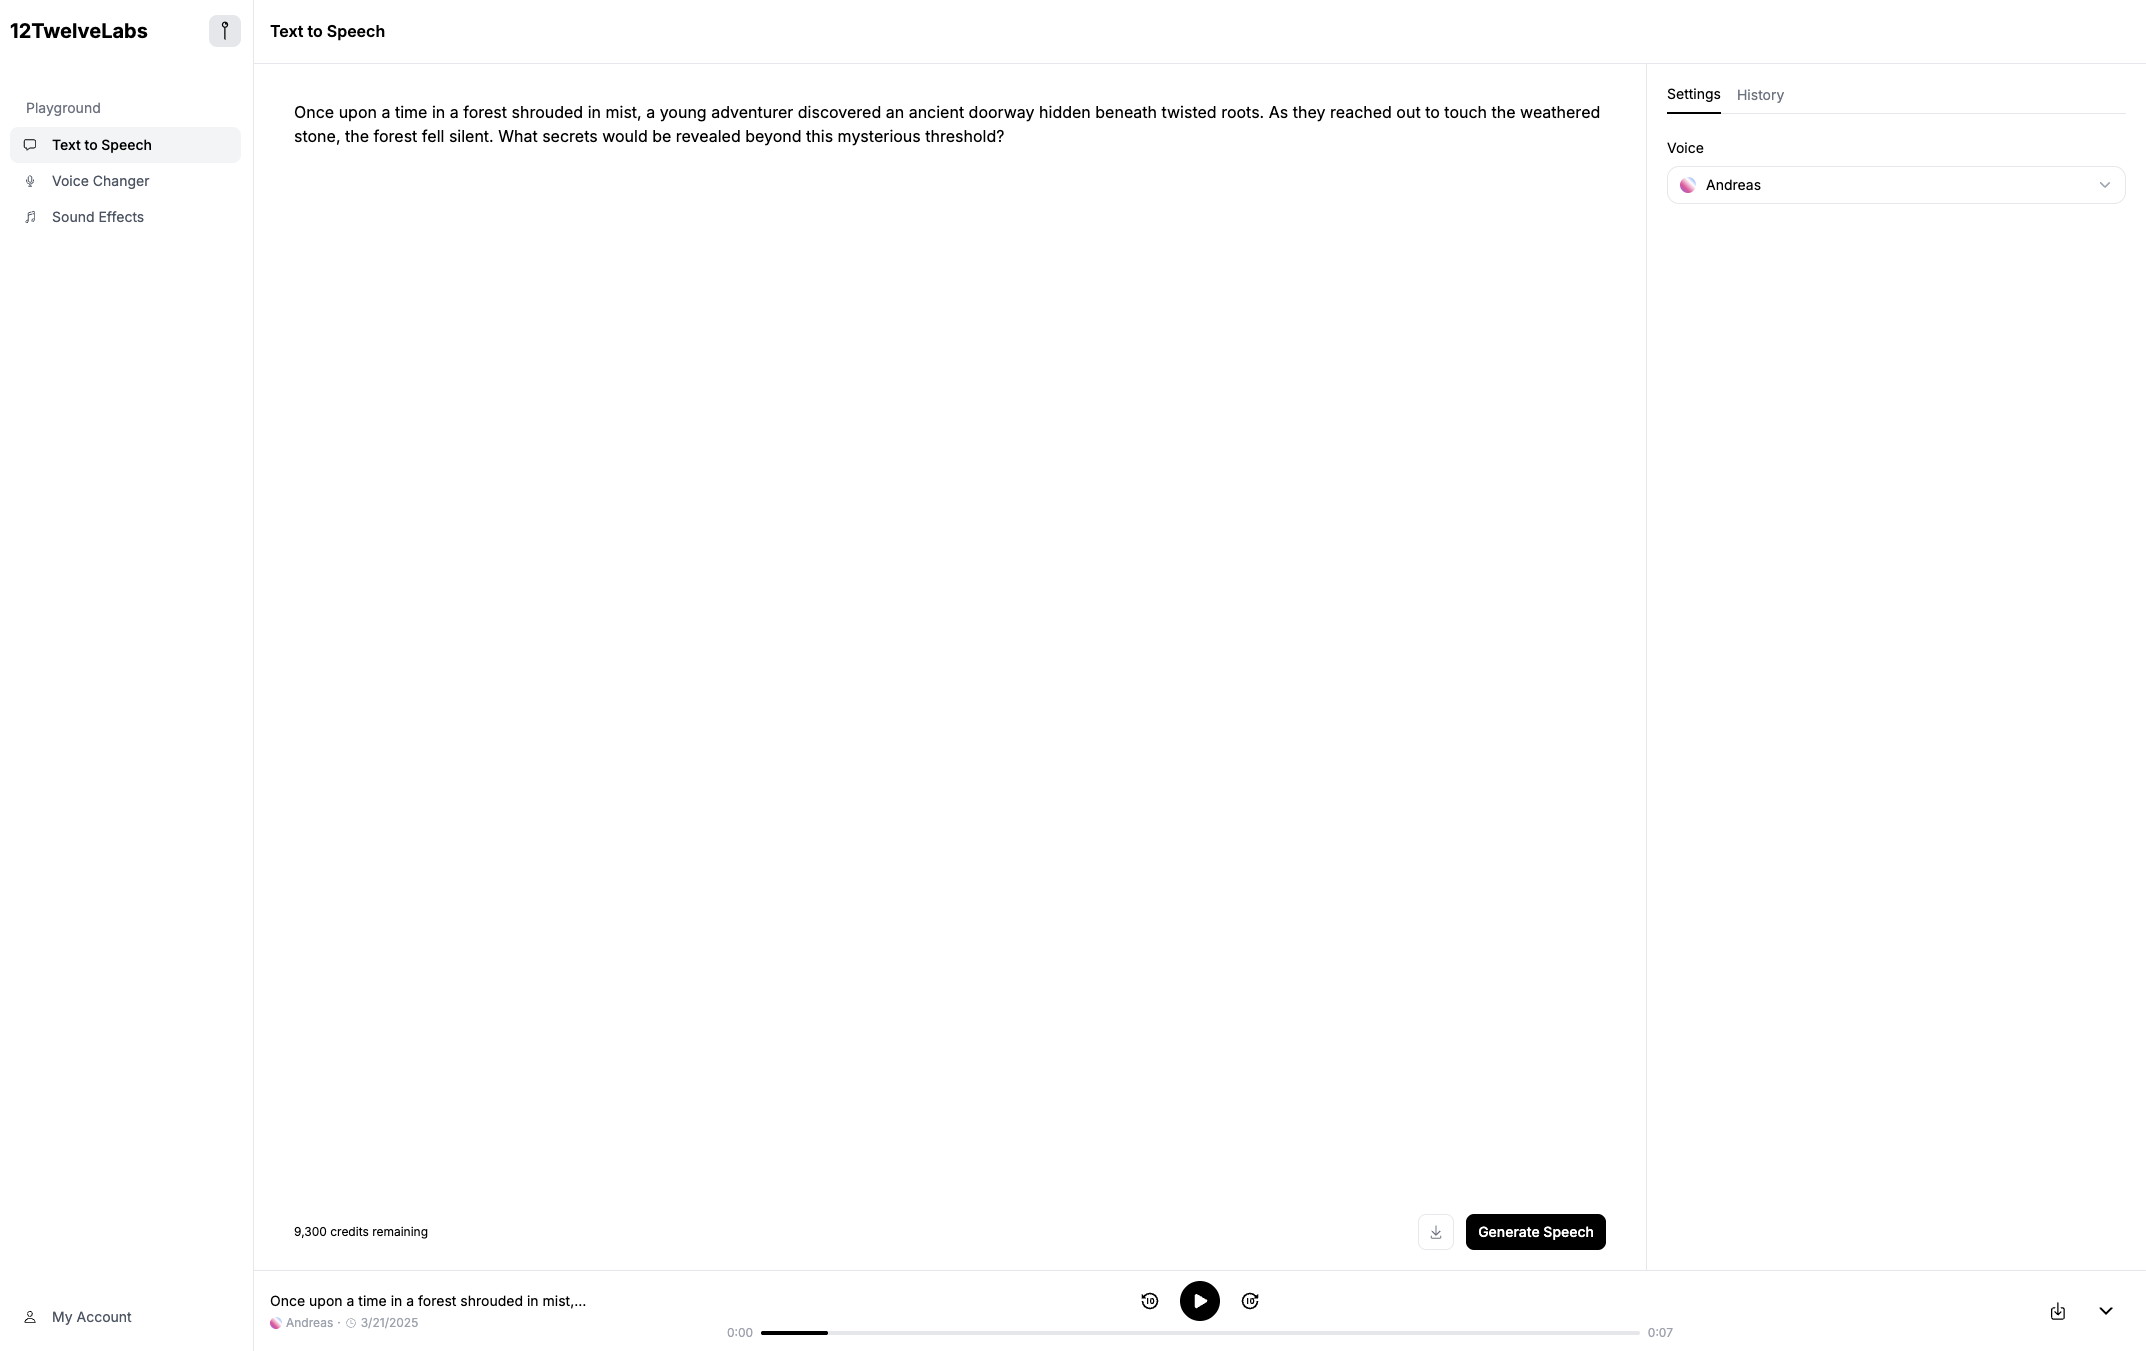 12TwelveLabs
Playground
Text to Speech
Voice Changer
Sound Effects
My Account
Text to Speech
Once upon a time in a forest shrouded in mist, a young adventurer discovered an ancient doorway hidden beneath twisted roots. As they reached out to touch the weathered
stone, the forest fell silent. What secrets would be revealed beyond this mysterious threshold?
9,300 credits remaining
Generate Speech
Settings History
Voice
Andreas
Once upon a time in a forest shrouded in mist,...
Andreas · 3/21/2025
10
10
0:00
0:07